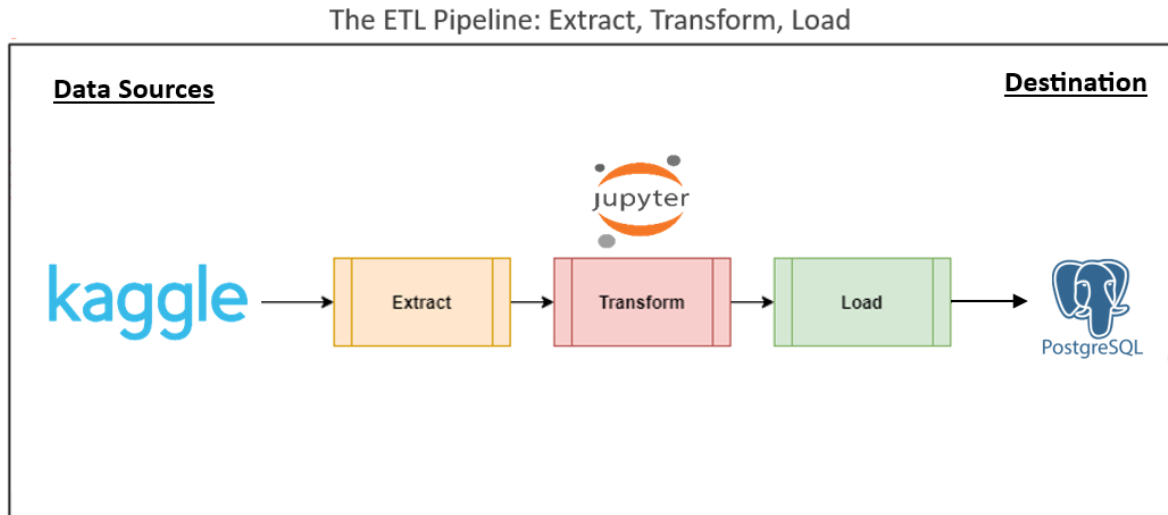 The ETL Pipeline: Extract, Transform, Load
Data Sources
Destination
jupyter
kaggle
Extract
Transform
Load
PostgreSQL